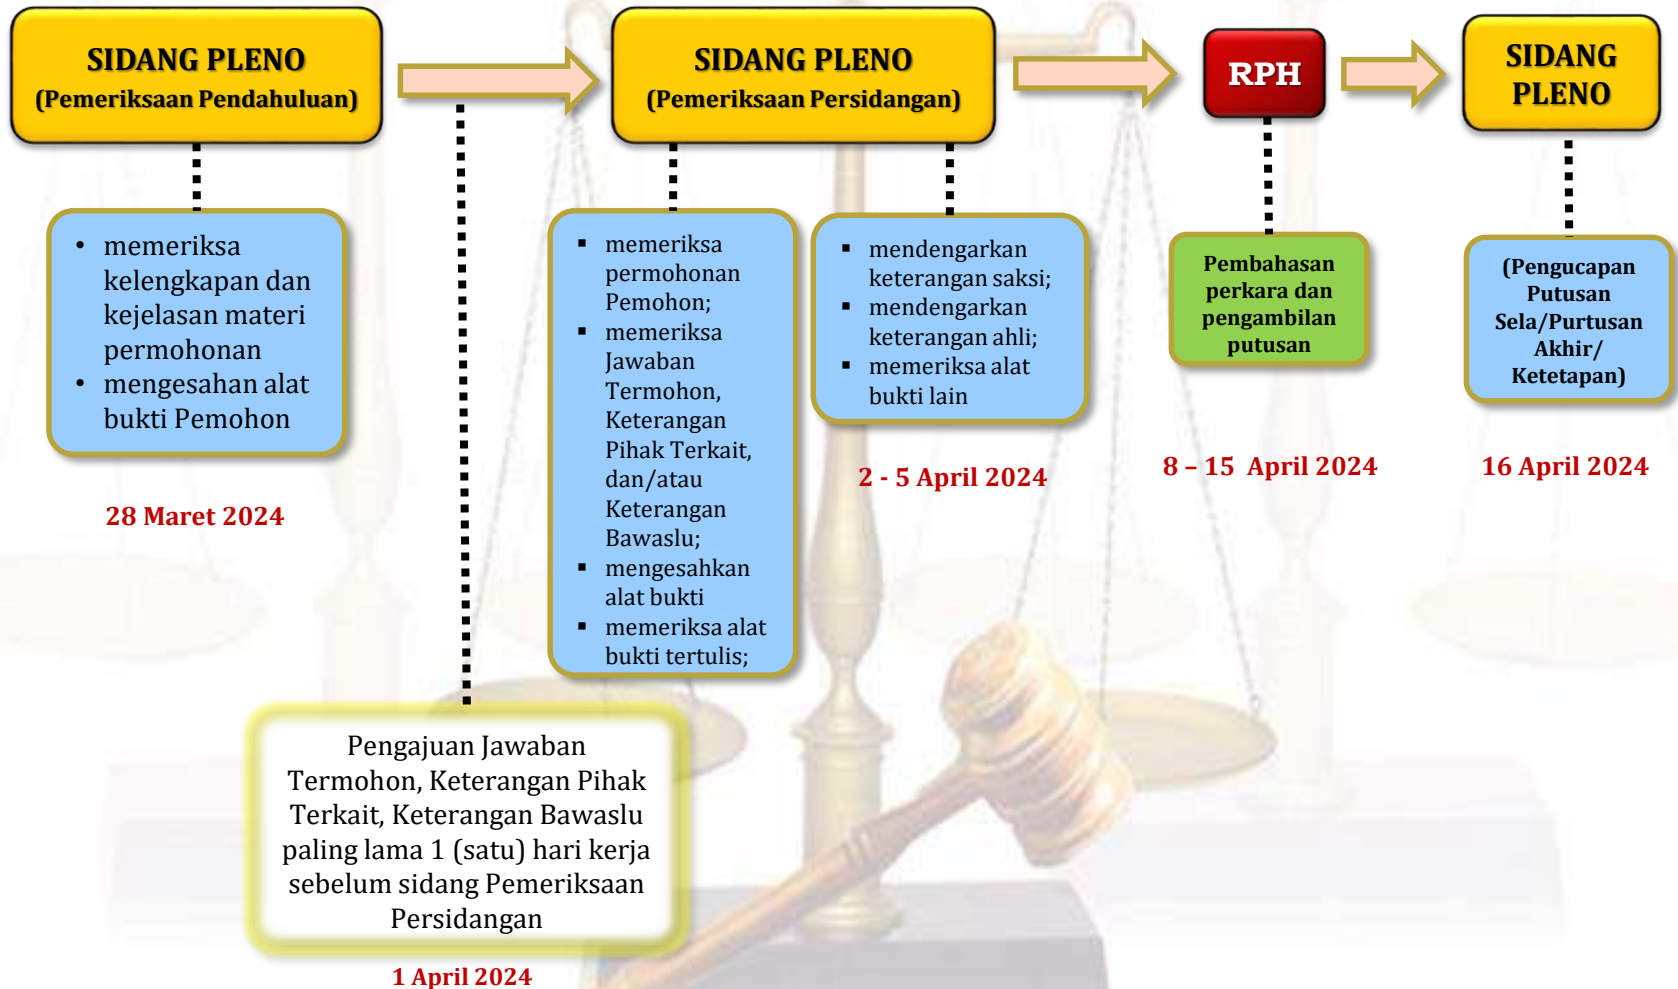 SIDANG PLENO
(Pemeriksaan Pendahuluan)
• memeriksa
kelengkapan dan
kejelasan materi
permohonan
• mengesahan alat
bukti Pemohon
28 Maret 2024
Pengajuan Jawaban
Termohon, Keterangan Pihak
Terkait, Keterangan Bawaslu
paling lama 1 (satu) hari kerja
sebelum sidang Pemeriksaan
Persidangan
1 April 2024
SIDANG PLENO
(Pemeriksaan Persidangan)
▪ memeriksa
permohonan
Pemohon;
▪ memeriksa
Jawaban
Termohon,
Keterangan
Pihak Terkait,
dan/atau
Keterangan
Bawaslu;
▪ mengesahkan
alat bukti
▪ memeriksa alat
bukti tertulis;
▪ mendengarkan
keterangan saksi;
▪ mendengarkan
keterangan ahli;
▪ memeriksa alat
bukti lain
2 - 5 April 2024
RPH
Pembahasan
perkara dan
pengambilan
putusan
8 – 15 April 2024
SIDANG
PLENO
(Pengucapan
Putusan
Sela/Purtusan
Akhir/
Ketetapan)
16 April 2024